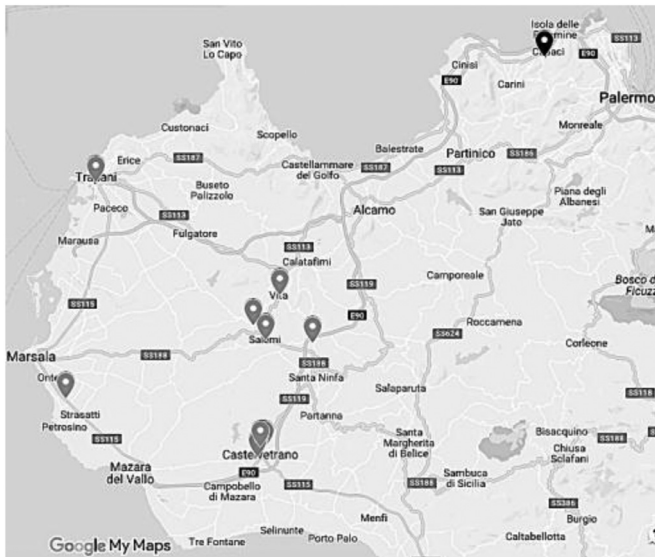 Isola delle
Femmine
SS113
San Vito
Lo Capo
Capaci
E90
Cinisi
E90
Carini
Palermo
Custonaci
Monreale
Scopello
Balestrate
Partinico
SS186
Trapani
Erice
SS187
Castellammare
del Golfo
SS187
SS113
Buseto
Palizzolo
Piana degli
Albanesi
Paceco
Alcamo
San Giuseppe
Jato
SS113
Marausa
Fulgatore
SS113
Calatafimi
Camporeale
Bosco d
Ficuzz
Vita
SS119
SS115
E90
Roccamena
Salemi
SS624
Corleone
Marsala
SS188
SS188
Santa Ninfa
Salaparuta
SS118
Strasatti
Petrosino
SS119
Partanna
SS115
Santa
Margherita
di Belice
Bisacquino
SS188
Chiusa
Sclafani
Castelvetrano
Mazara
del Vallo
E90
Campobello
di Mazara
SS115
SS188
Sambuca
di Sicilia
SS386
Menfi
Burgio
Selinunte
Tre Fontane
Porto Palo
Caltabellotta
Google My Maps